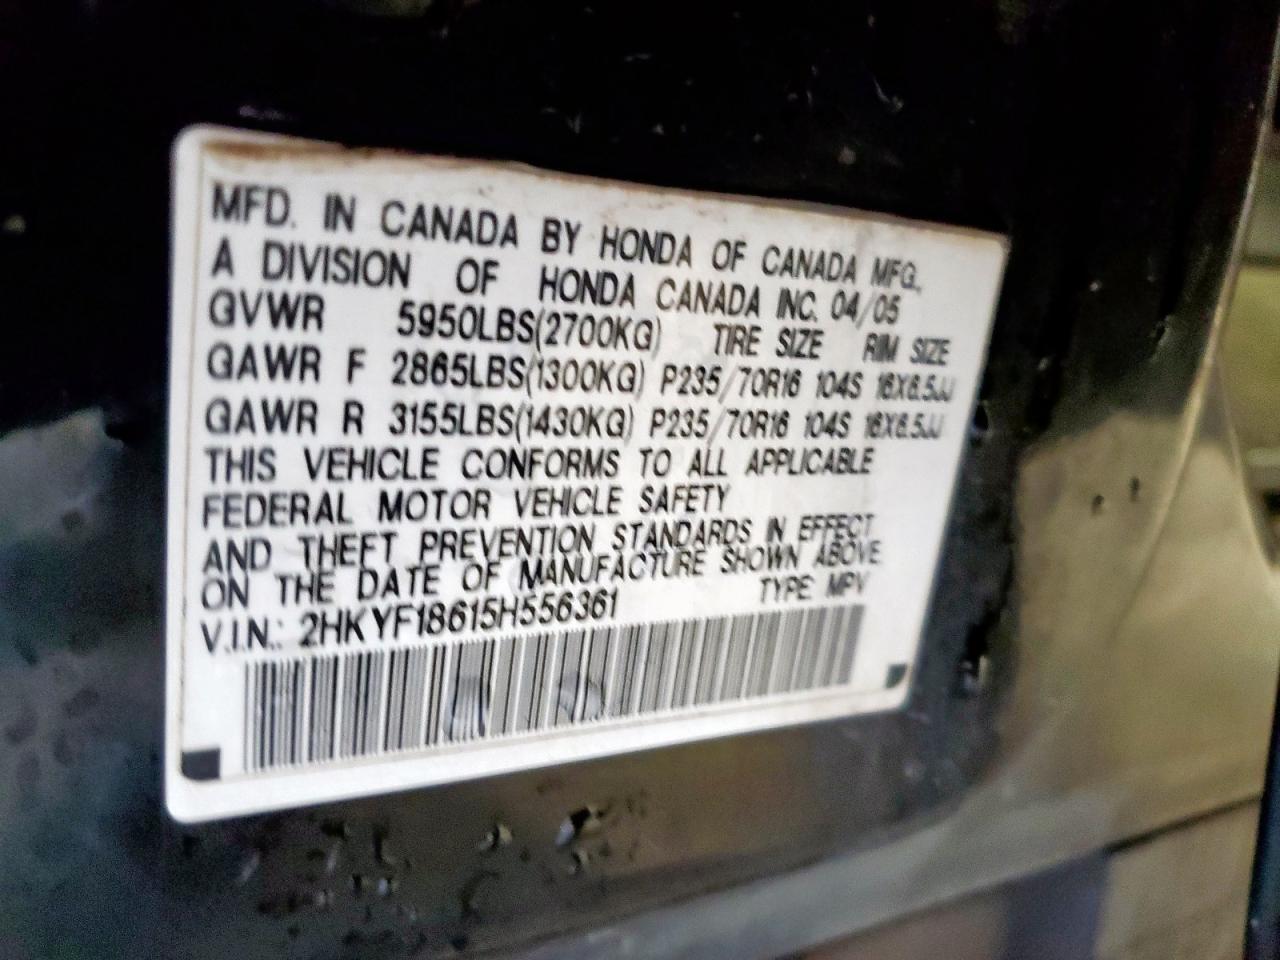 MFD. IN CANADA BY HONDA OF CANADA MFG.,
A DIVISION OF HONDA CANADA INC. 04/05
GVWR 5950LBS(2700KG) TIRE SIZE RIM SIZE
GAWR F 2865LBS(1300KG) P235/70R16 104S 16X6.5JJ
GAWR R 3155LBS(1430KG) P235/70R16 104S 16X6.5JJ
THIS VEHICLE CONFORMS TO ALL APPLICABLE
FEDERAL MOTOR VEHICLE SAFETY
AND THEFT PREVENTION STANDARDS IN EFFECT
ON THE DATE OF MANUFACTURE SHOWN ABOVE
V.I.N.: 2HKYF18615H556361 TYPE: MPV